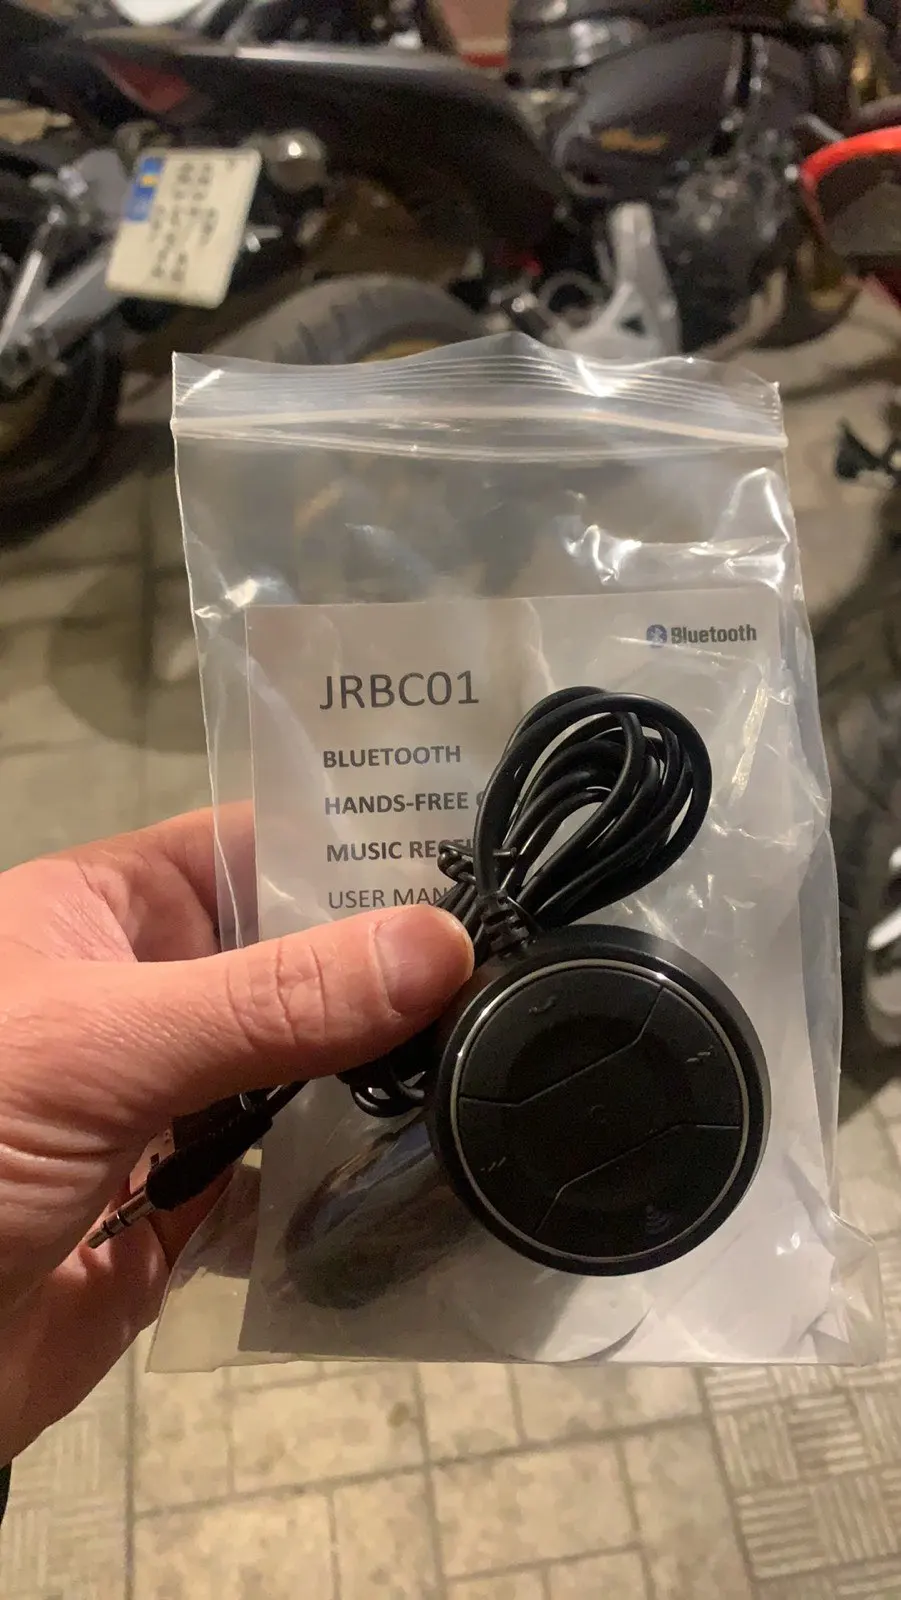 Bluetooth
JRBC01
BLUETOOTH
HANDS-FREE
MUSIC
USER